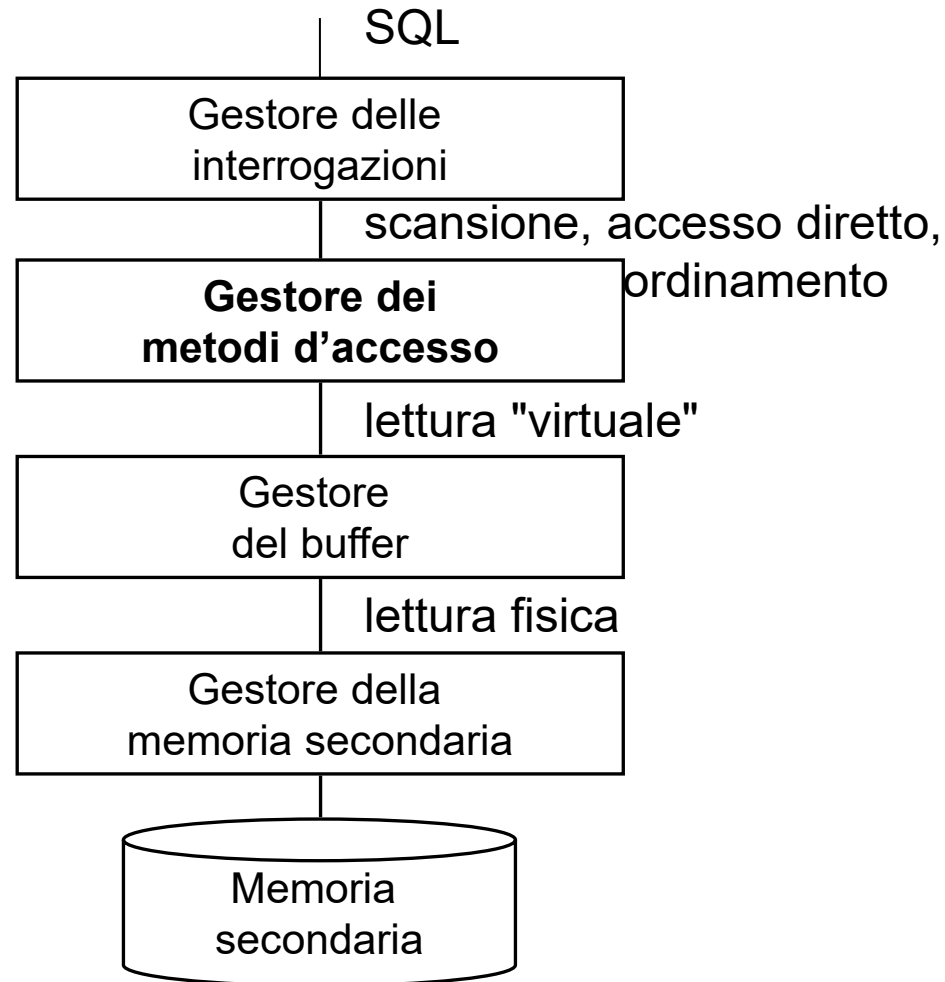 SQL
Gestore delle
interrogazioni
scansione, accesso diretto,
ordinamento
Gestore dei
metodi d’accesso
lettura "virtuale"
Gestore
del buffer
lettura fisica
Gestore della
memoria secondaria
Memoria
secondaria